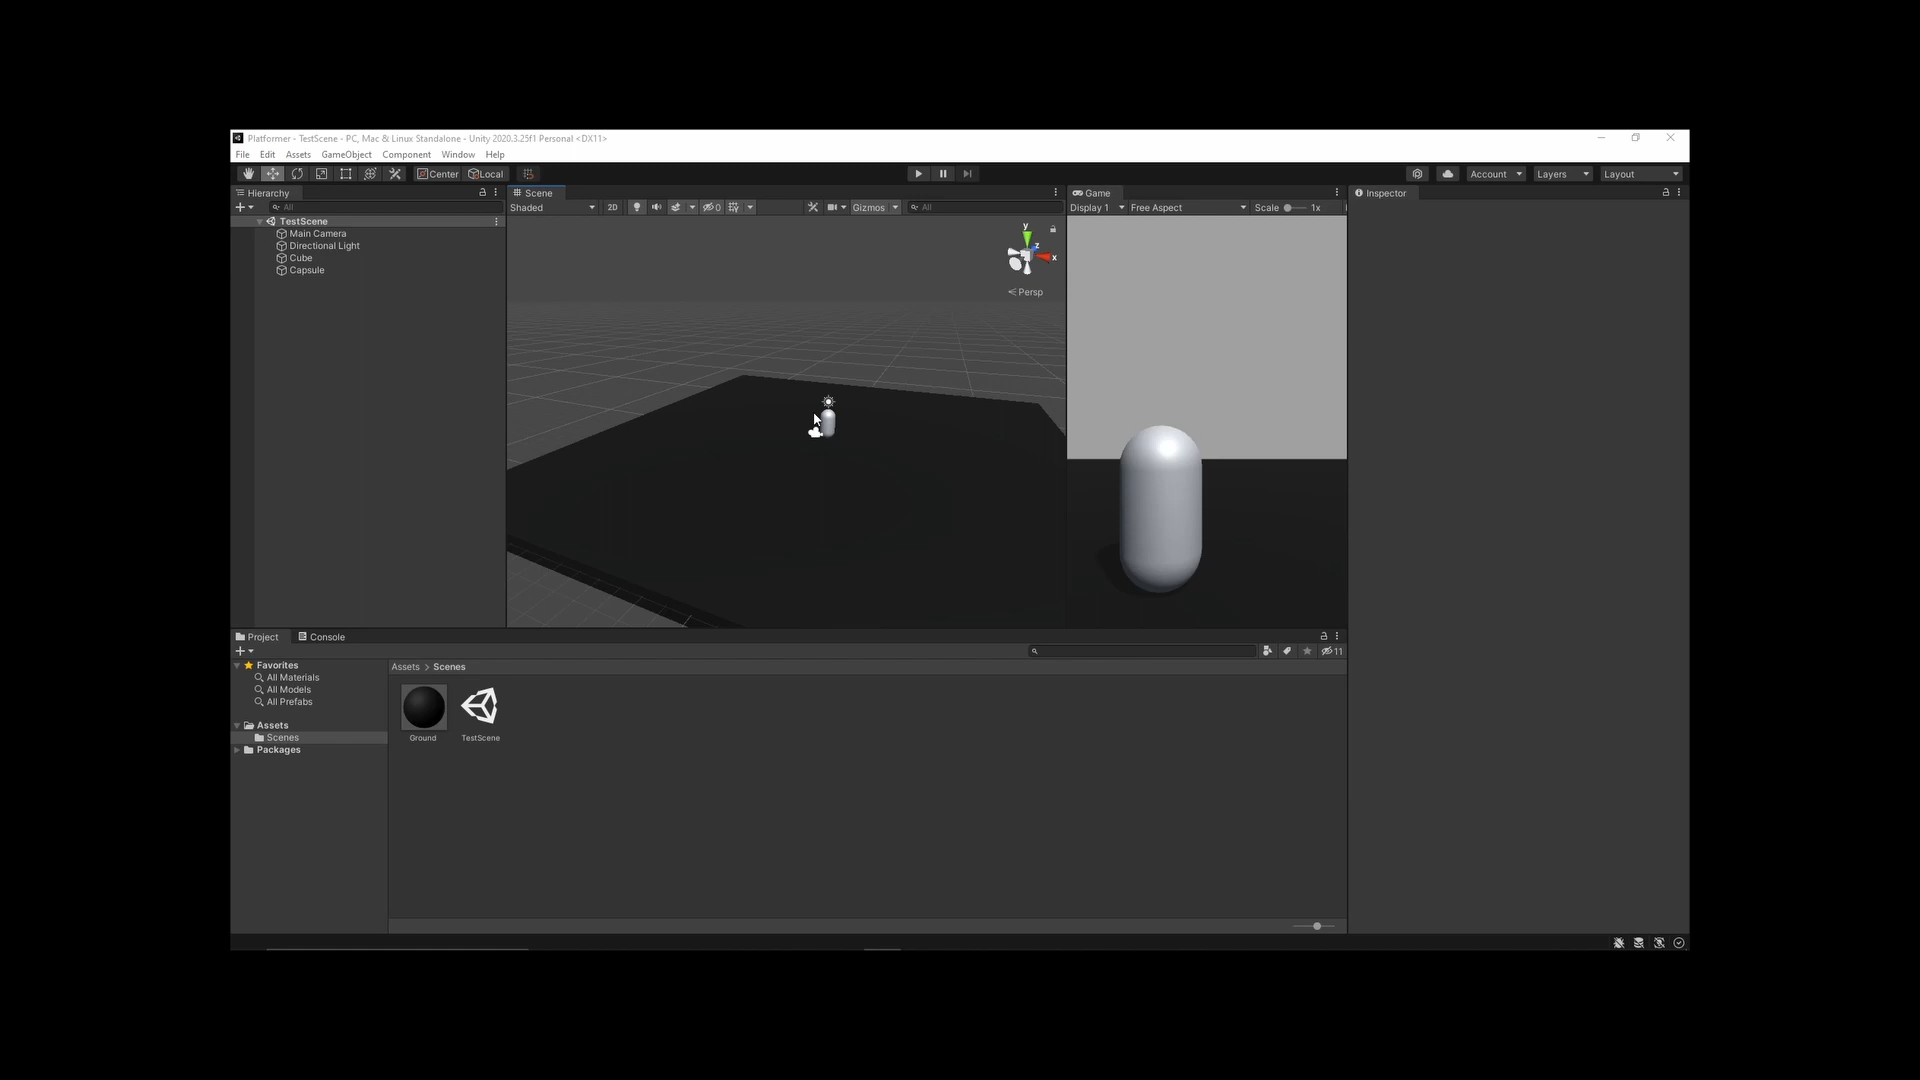 Platformer - TestScene - PC, Mac & Linux Standalone - Unity 2020.3.25f1 Personal <DX11>
File Edit Assets GameObject Component Window Help
Center Local Account Layers Layout
Hierarchy
All
TestScene
Main Camera
Directional Light
Cube
Capsule
Scene
Shaded 2D 0 Gizmos All
y
z
x
Persp
Game
Display 1 Free Aspect Scale 1x
Inspector
Project Console
11
Favorites
All Materials
All Models
All Prefabs
Assets
Scenes
Packages
Assets > Scenes
Ground TestScene